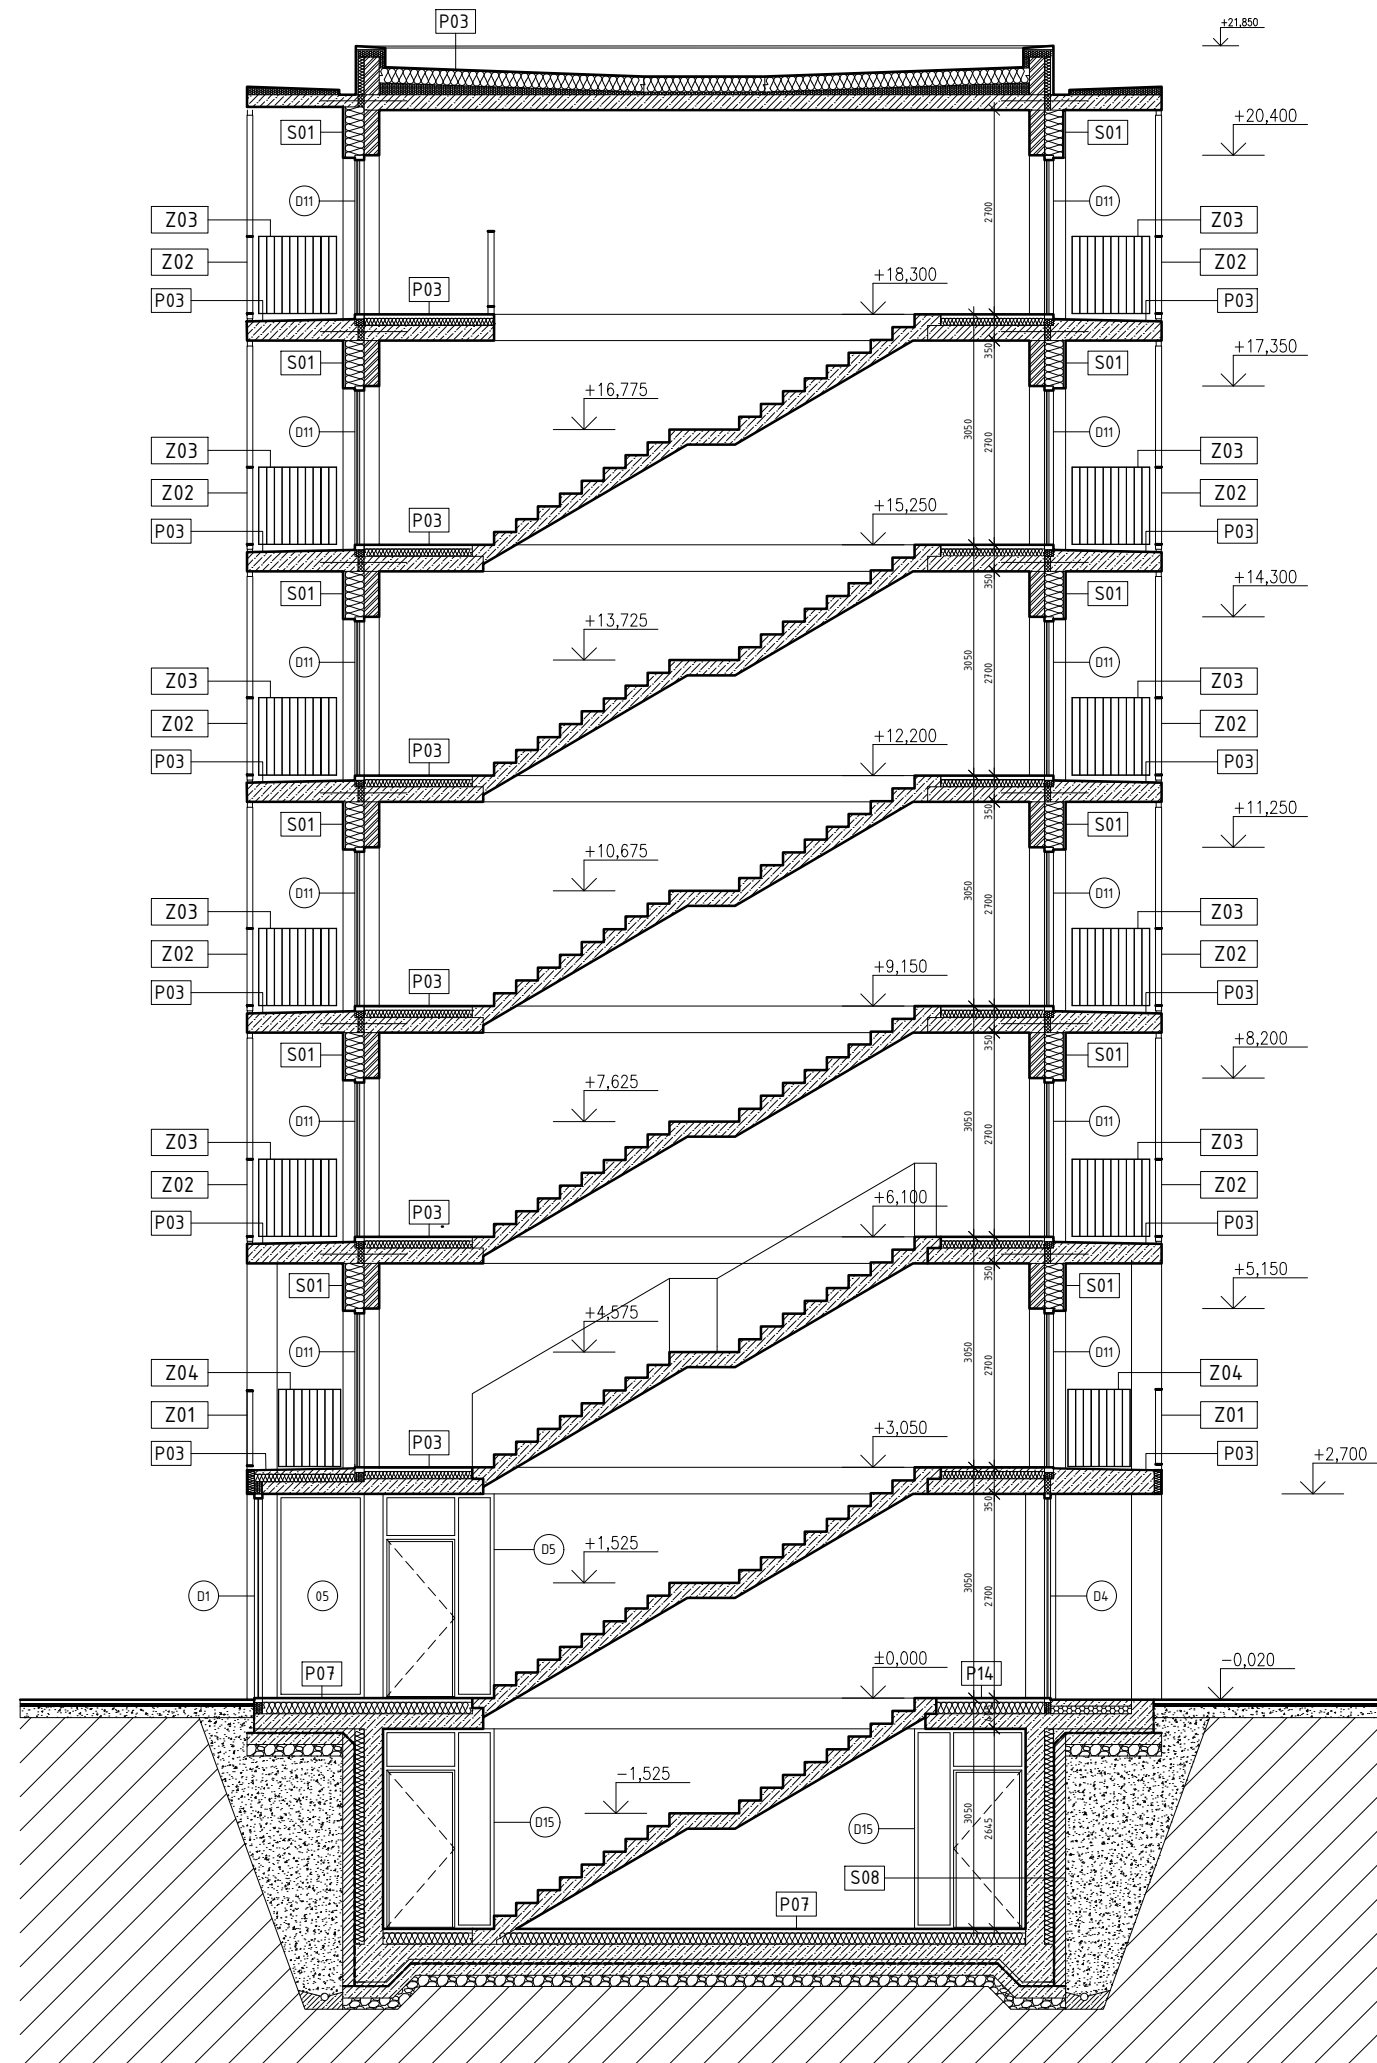 P03
+21,850
S01 S01 +20,400
D11 D11
2700
Z03 Z03
Z02 Z02
P03 P03 +18,300 P03
S01 350 S01 +17,350
+16,775
D11 3050 2700 D11
Z03 Z03
Z02 Z02
P03 P03 +15,250 P03
S01 350 S01 +14,300
+13,725
D11 3050 2700 D11
Z03 Z03
Z02 Z02
P03 P03 +12,200 P03
S01 350 S01 +11,250
+10,675
D11 3050 2700 D11
Z03 Z03
Z02 Z02
P03 P03 +9,150 P03
S01 350 S01 +8,200
+7,625
D11 3050 2700 D11
Z03 Z03
Z02 Z02
P03 P03 +6,100 P03
S01 350 S01 +5,150
+4,575
D11 3050 2700 D11
Z04 Z04
Z01 Z01
P03 P03 +3,050 P03 +2,700
350
D5 +1,525
D1 05 3050 2700 D4
P07 ±0,000 P14 -0,020
-1,525
D15 D15 3050 2645
S08
P07